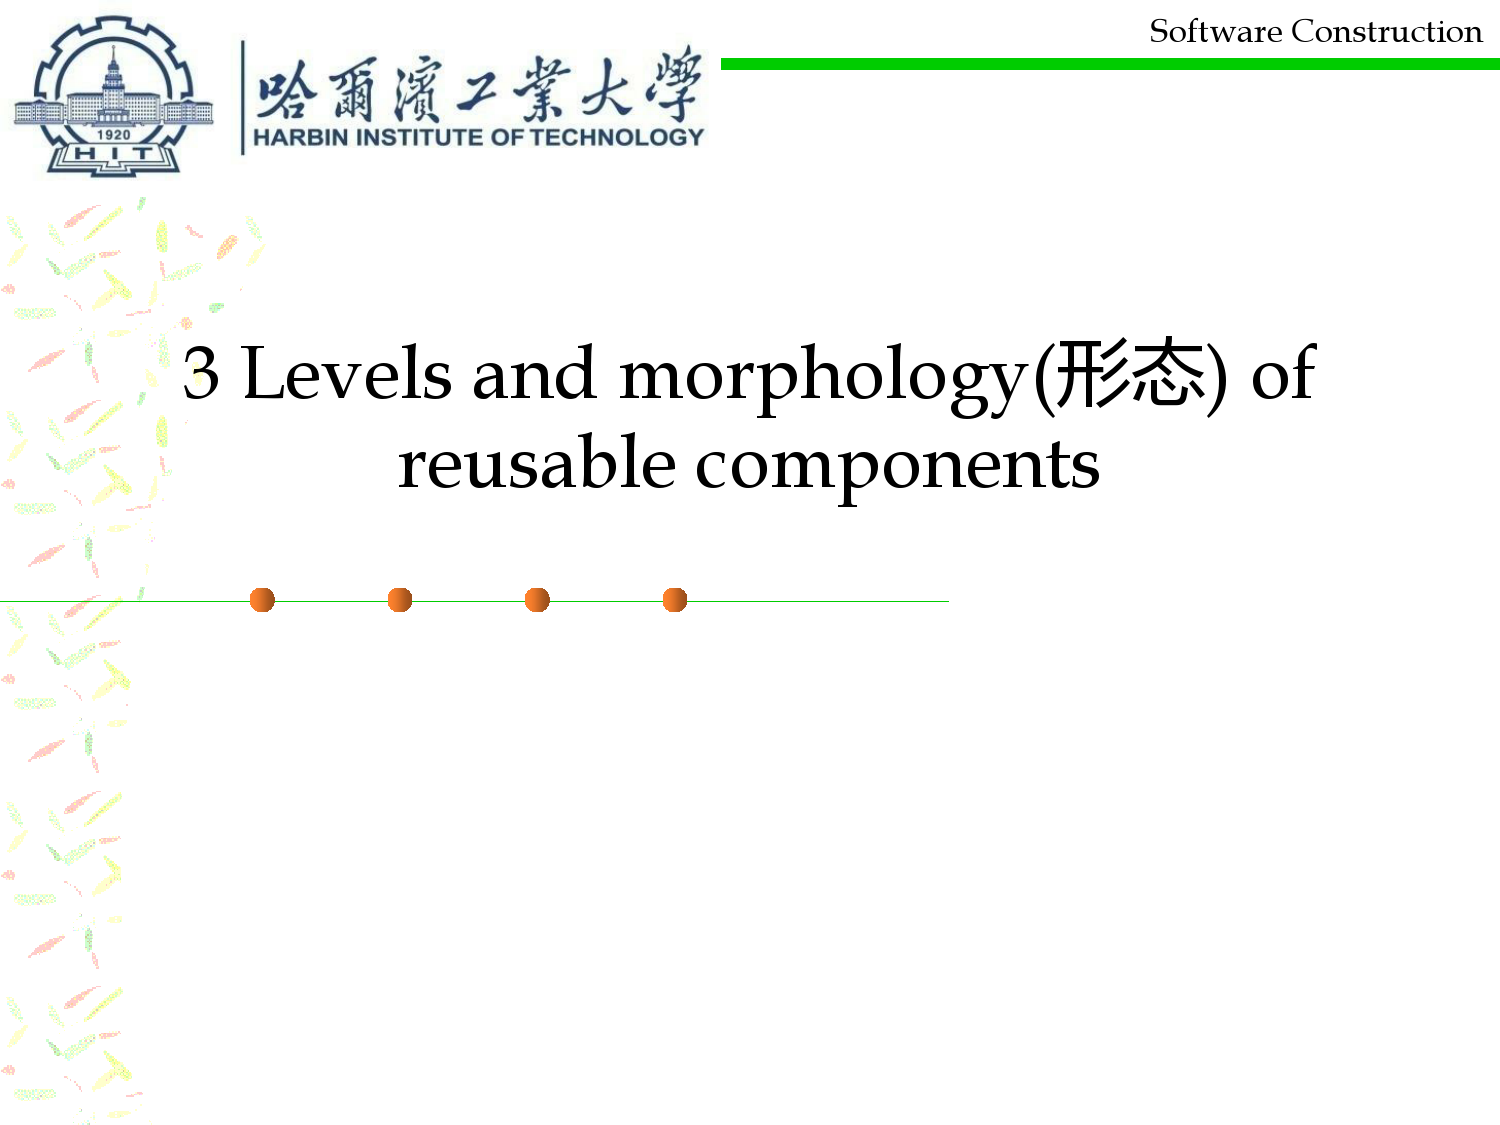 Software Construction
哈爾濱工業大學
HARBIN INSTITUTE OF TECHNOLOGY
1920
HIT
3 Levels and morphology(形态) of
reusable components